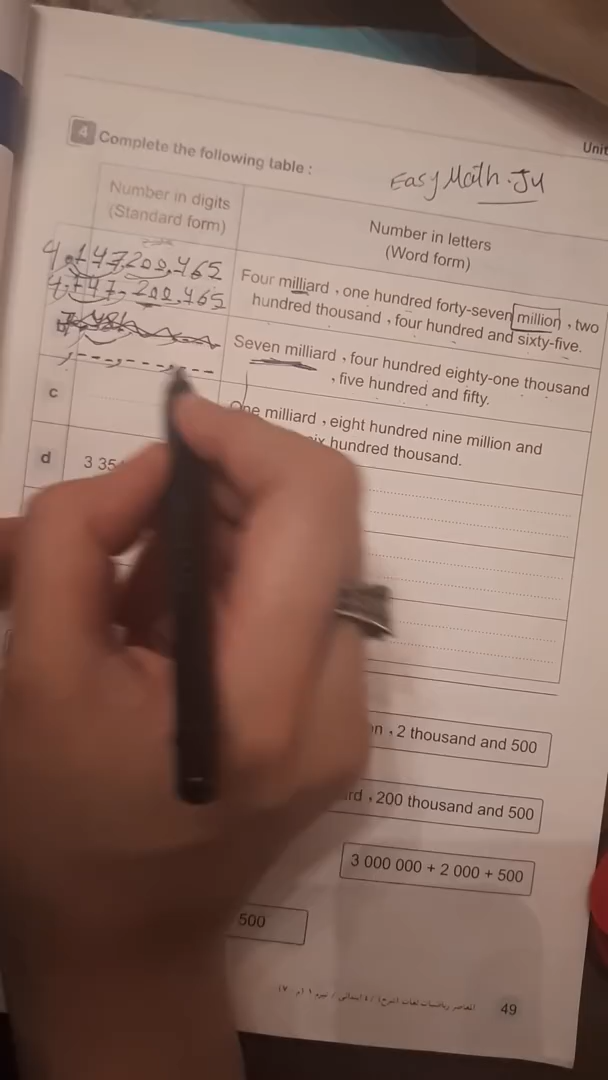 Unit
4 Complete the following table :
Easy Math.JU
Number in digits
(Standard form)
Number in letters
(Word form)
4,147,200,465
4,147,200,465
Four milliard , one hundred forty-seven million , two
hundred thousand , four hundred and sixty-five.
Seven milliard , four hundred eighty-one thousand
, five hundred and fifty.
c
One milliard , eight hundred nine million and
six hundred thousand.
d
3 35
n , 2 thousand and 500
rd , 200 thousand and 500
3 000 000 + 2 000 + 500
500
49